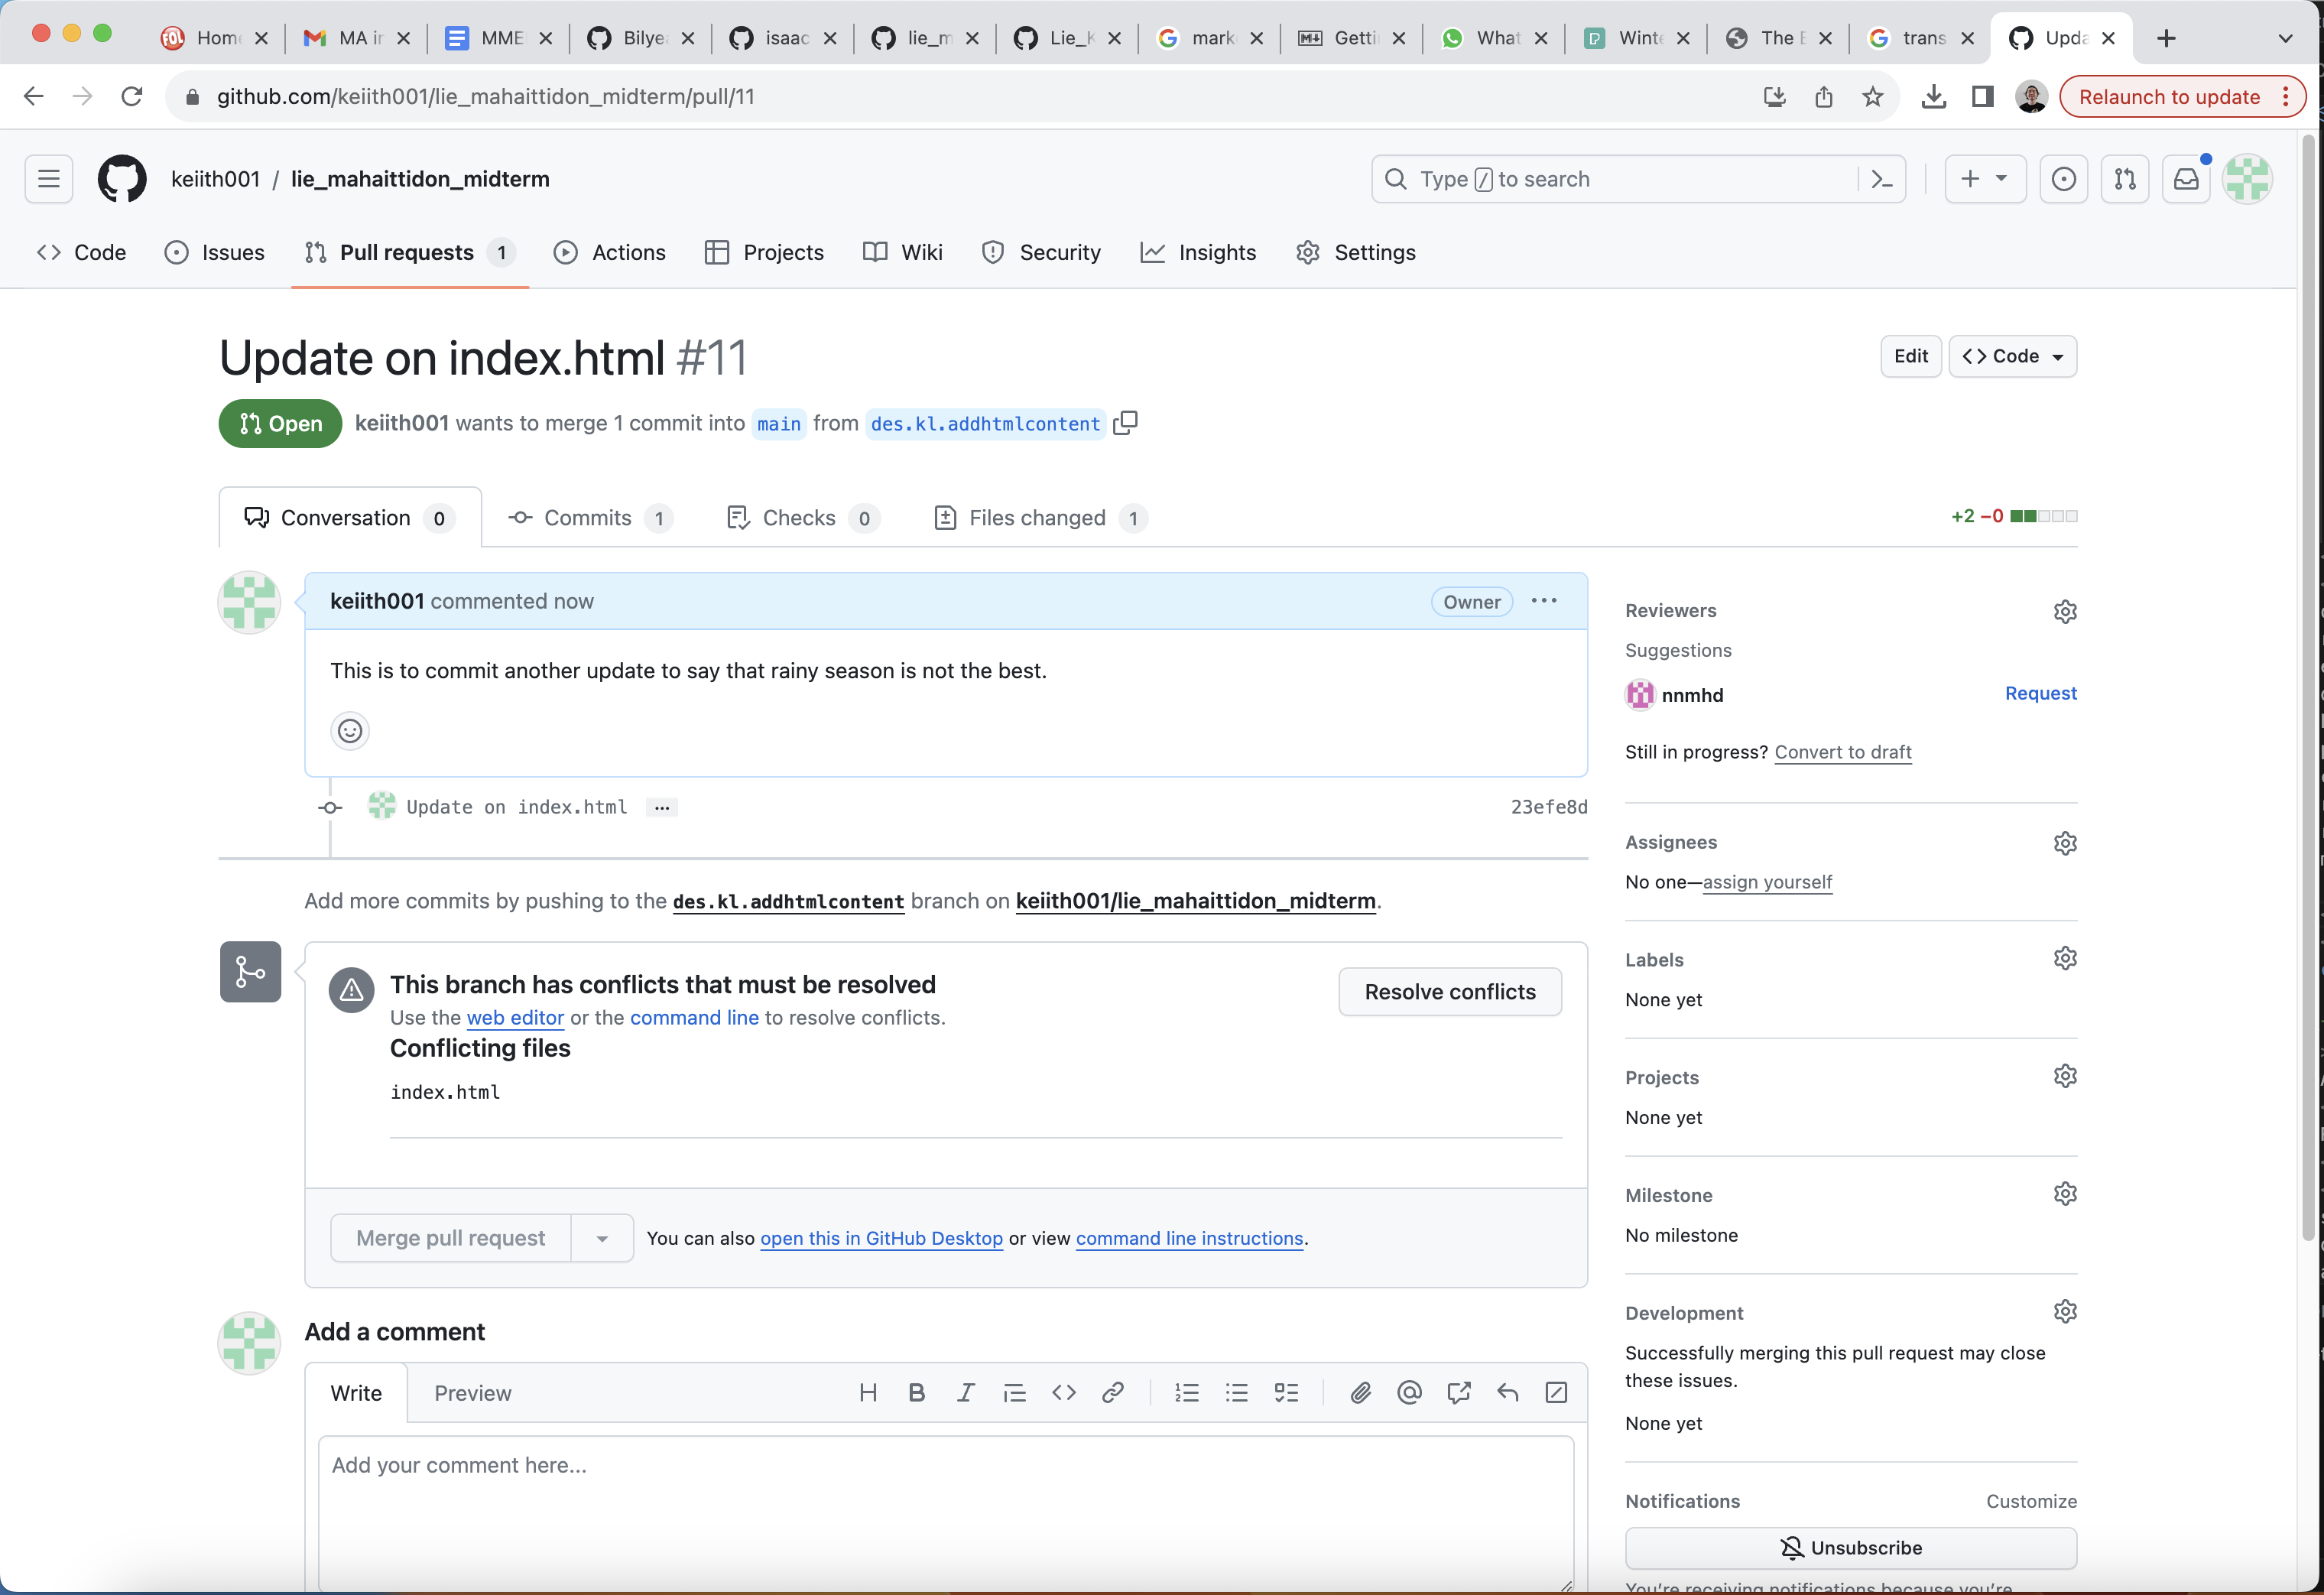 Home
MA in
MME
Bilyea
isaac
lie_m
Lie_K
mark
Getti
What
Winte
The E
trans
Upda
github.com/keiith001/lie_mahaittidon_midterm/pull/11
Relaunch to update
keiith001 / lie_mahaittidon_midterm
Type / to search
Code
Issues
Pull requests 1
Actions
Projects
Wiki
Security
Insights
Settings
Update on index.html #11
Edit
<> Code
Open
keiith001 wants to merge 1 commit into main from des.kl.addhtmlcontent
Conversation 0
Commits 1
Checks 0
Files changed 1
+2 −0
keiith001 commented now
Owner
This is to commit another update to say that rainy season is not the best.
Update on index.html ...
23efe8d
Add more commits by pushing to the des.kl.addhtmlcontent branch on keiith001/lie_mahaittidon_midterm.
This branch has conflicts that must be resolved
Use the web editor or the command line to resolve conflicts.
Resolve conflicts
Conflicting files
index.html
Merge pull request
You can also open this in GitHub Desktop or view command line instructions.
Add a comment
Write
Preview
Add your comment here...
Reviewers
Suggestions
nnmhd
Request
Still in progress? Convert to draft
Assignees
No one—assign yourself
Labels
None yet
Projects
None yet
Milestone
No milestone
Development
Successfully merging this pull request may close
these issues.
None yet
Notifications
Customize
Unsubscribe
You're receiving notifications because you're